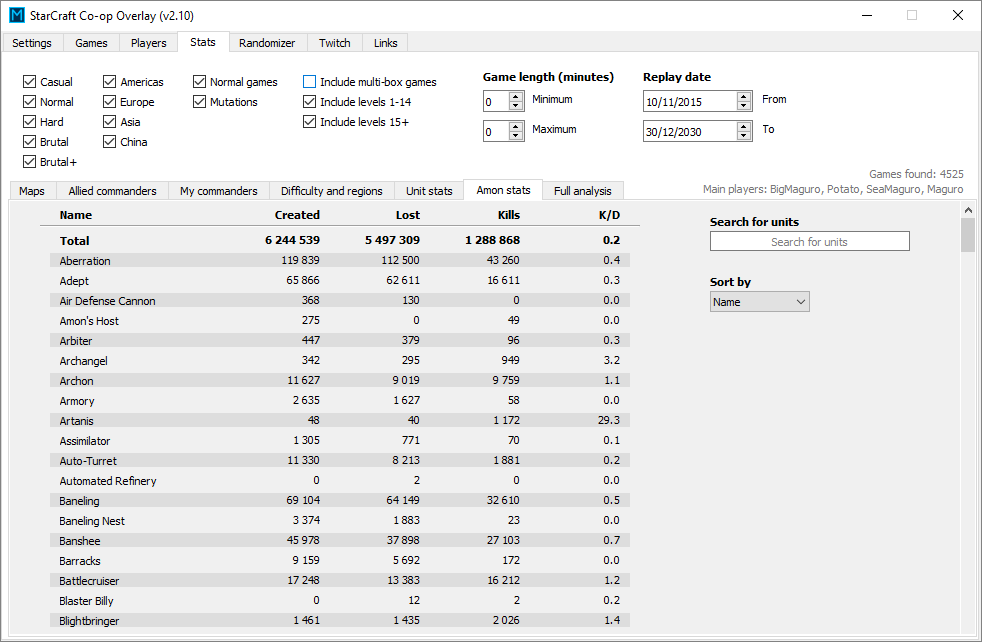 StarCraft Co-op Overlay (v2.10)
Settings Games Players Stats Randomizer Twitch Links
Casual Americas Normal games Include multi-box games
Normal Europe Mutations Include levels 1-14
Hard Asia Include levels 15+
Brutal China
Brutal+
Game length (minutes) Replay date
0 Minimum 10/11/2015 From
0 Maximum 30/12/2030 To
Games found: 4525
Main players: BigMaguro, Potato, SeaMaguro, Maguro
Maps Allied commanders My commanders Difficulty and regions Unit stats Amon stats Full analysis
Name Created Lost Kills K/D
Total 6 244 539 5 497 309 1 288 868 0.2
Aberration 119 839 112 500 43 260 0.4
Adept 65 866 62 611 16 611 0.3
Air Defense Cannon 368 130 0 0.0
Amon's Host 275 0 49 0.0
Arbiter 447 379 96 0.3
Archangel 342 295 949 3.2
Archon 11 627 9 019 9 759 1.1
Armory 2 635 1 627 58 0.0
Artanis 48 40 1 172 29.3
Assimilator 1 305 771 70 0.1
Auto-Turret 11 330 8 213 1 881 0.2
Automated Refinery 0 2 0 0.0
Baneling 69 104 64 149 32 610 0.5
Baneling Nest 3 374 1 883 23 0.0
Banshee 45 978 37 898 27 103 0.7
Barracks 9 159 5 692 172 0.0
Battlecruiser 17 248 13 383 16 212 1.2
Blaster Billy 0 12 2 0.2
Blightbringer 1 461 1 435 2 026 1.4
Search for units
Search for units
Sort by
Name